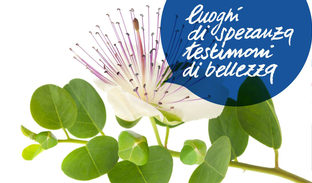 luoghi
di speranza
testimoni
di bellezza